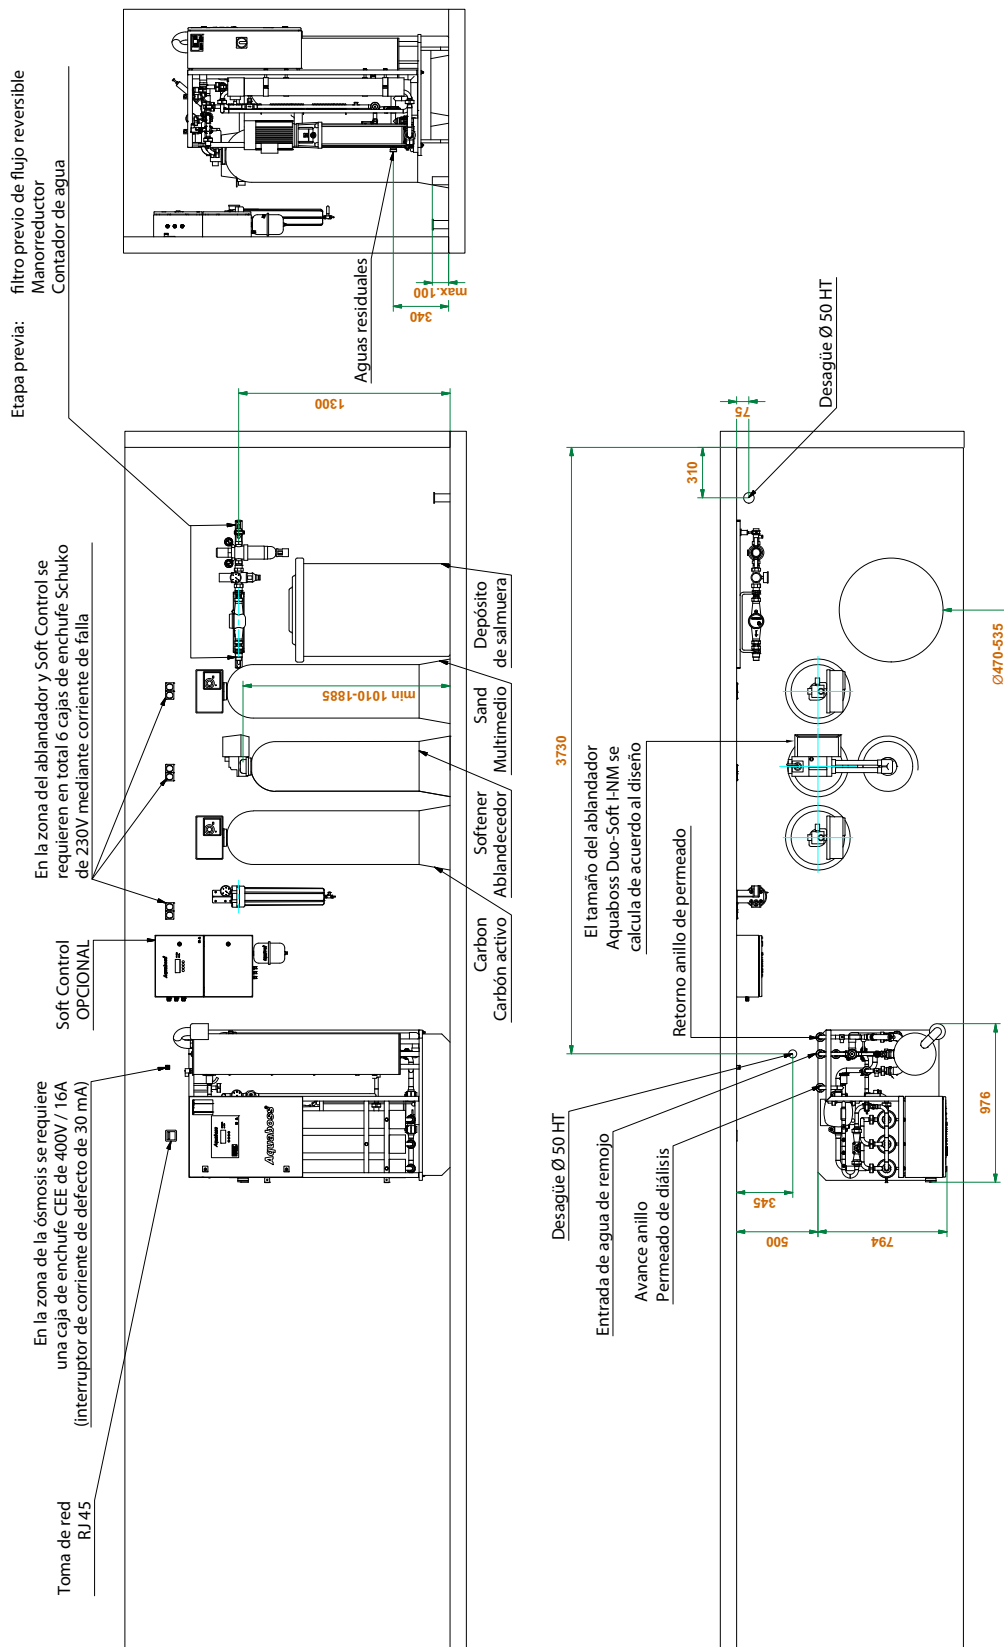 Etapa previa:
filtro previo de flujo reversible
Manorreductor
Contador de agua
Aguas residuales
max.100
340
En la zona del ablandador y Soft Control se
requieren en total 6 cajas de enchufe Schuko
de 230V mediante corriente de falla
Soft Control
OPCIONAL
En la zona de la ósmosis se requiere
una caja de enchufe CEE de 400V / 16A
(interruptor de corriente de defecto de 30 mA)
Toma de red
RJ 45
1300
min 1010-1885
Aquaboss®
Aquaboss®
Depósito
de salmuera
Sand
Multimedio
Softener
Ablandecedor
Carbon
Carbón activo
Desagüe Ø 50 HT
75
310
3730
Ø470-535
El tamaño del ablandador
Aquaboss Duo-Soft I-NM se
calcula de acuerdo al diseño
Retorno anillo de permeado
Desagüe Ø 50 HT
Entrada de agua de remojo
Avance anillo
Permeado de diálisis
345
500
794
976